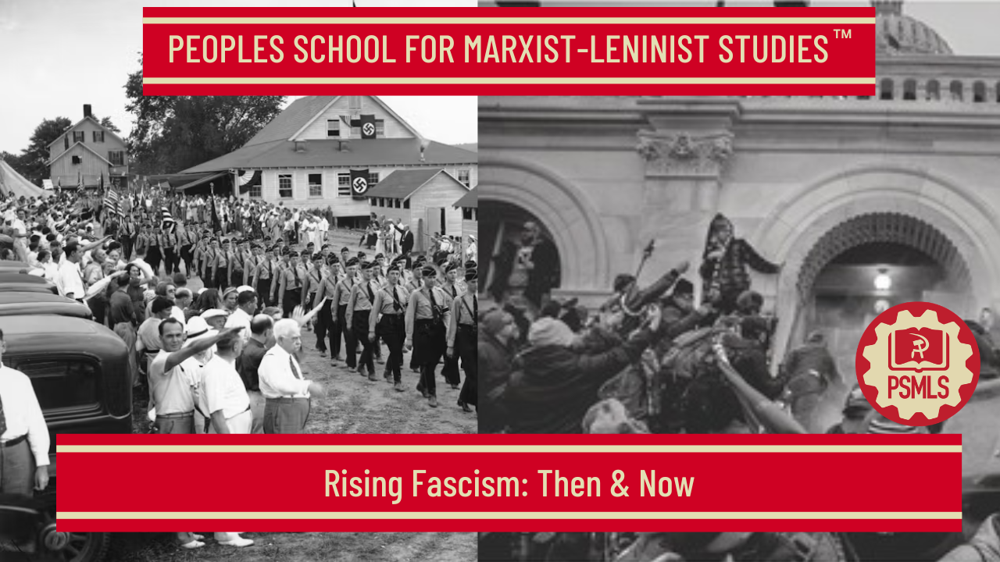 PEOPLES SCHOOL FOR MARXIST-LENINIST STUDIES™
PSMLS
Rising Fascism: Then & Now